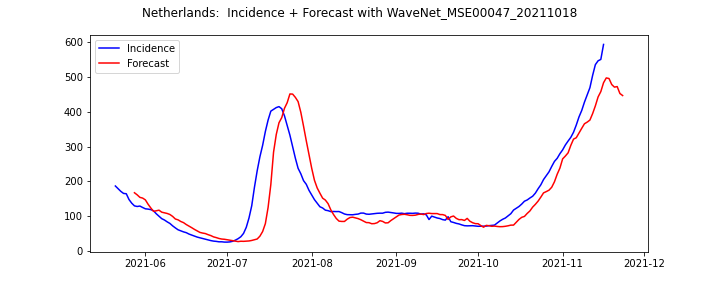 Netherlands:  Incidence + Forecast with WaveNet_MSE00047_20211018
Incidence
Forecast
600
500
400
300
200
100
0
2021-06 2021-07 2021-08 2021-09 2021-10 2021-11 2021-12